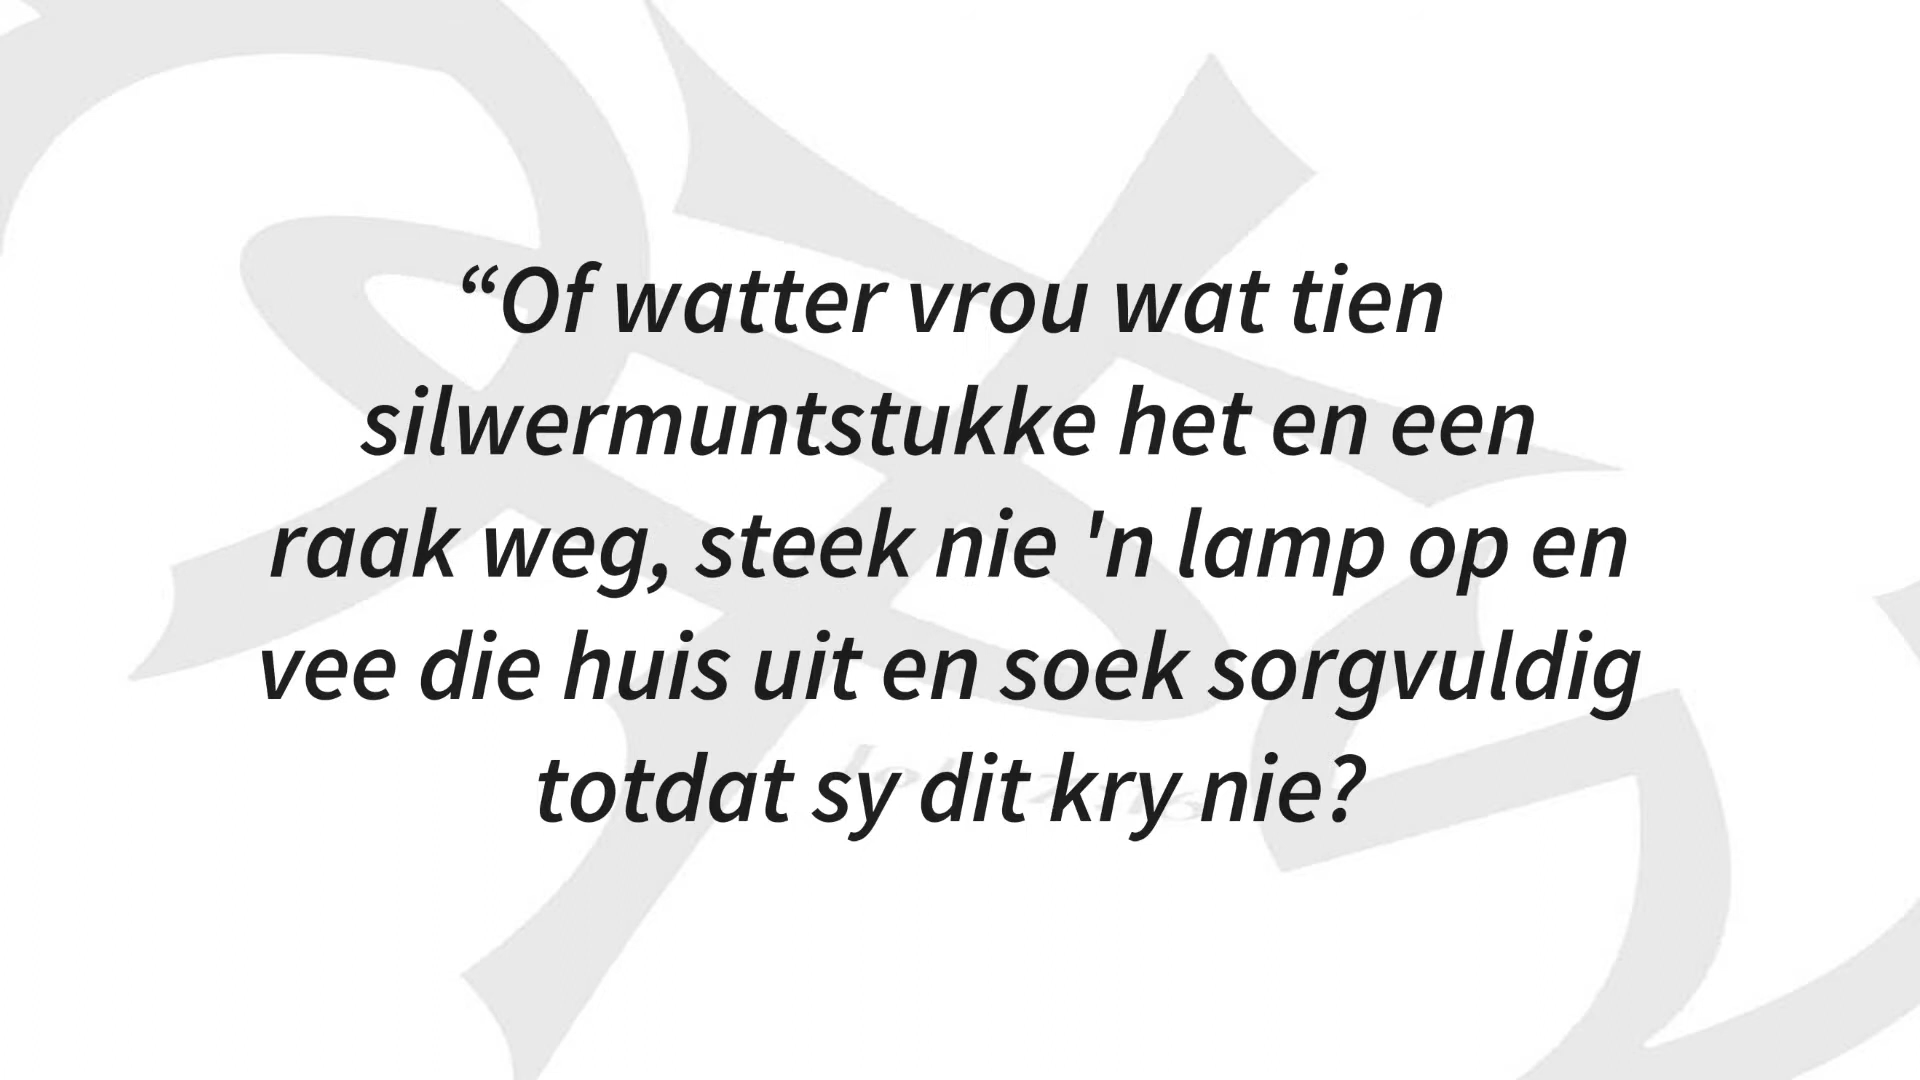 “Of watter vrou wat tien
silwermuntstukke het en een
raak weg, steek nie 'n lamp op en
vee die huis uit en soek sorgvuldig
totdat sy dit kry nie?